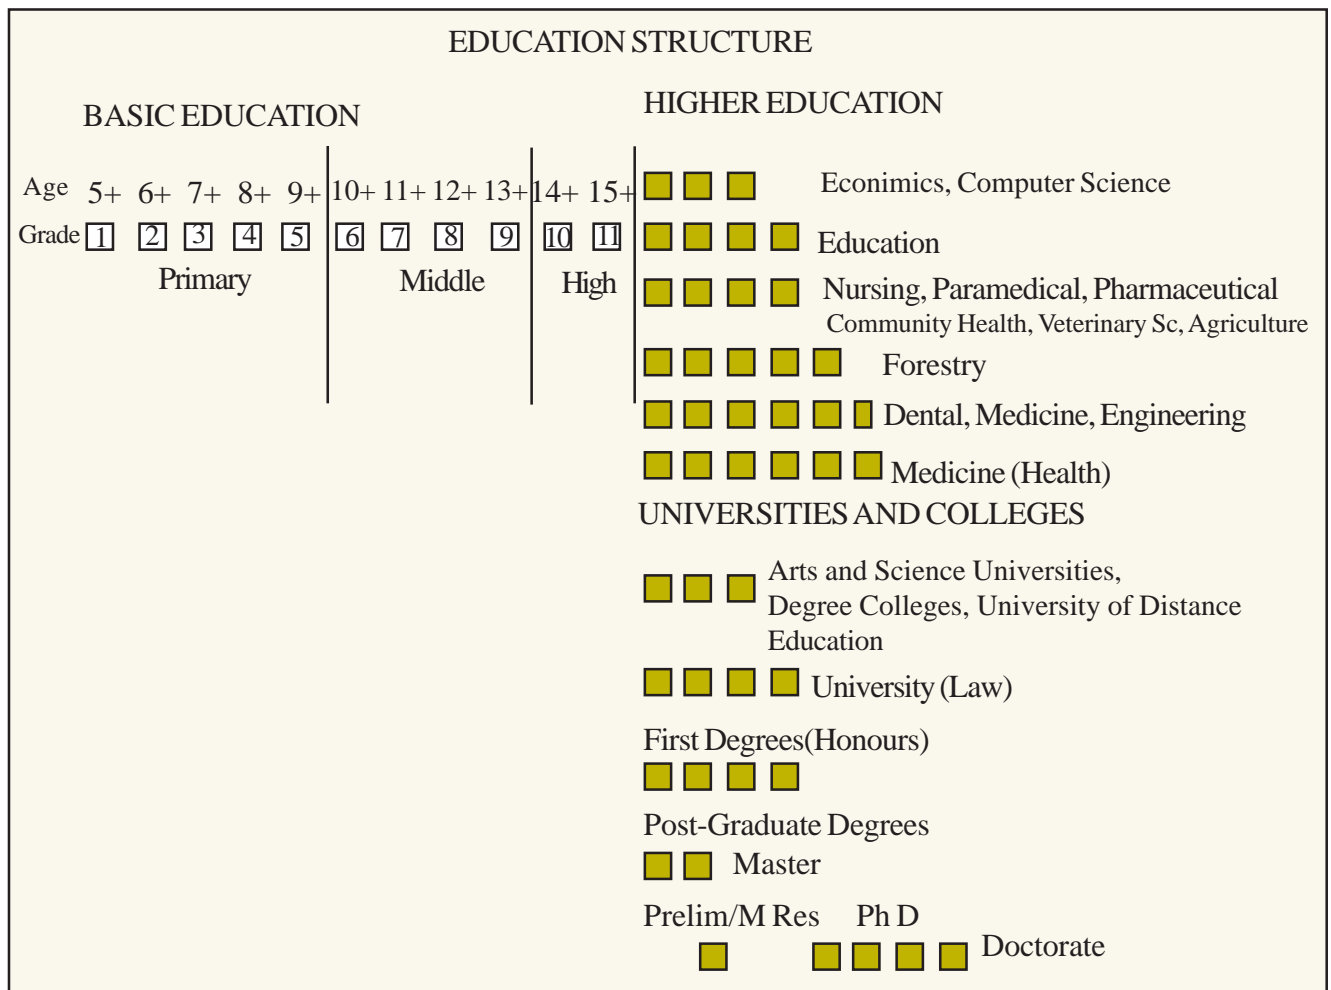 EDUCATION STRUCTURE
BASIC EDUCATION
Age 5+ 6+ 7+ 8+ 9+ 10+ 11+ 12+ 13+ 14+ 15+
Grade 1 2 3 4 5 6 7 8 9 10 11
Primary Middle High
HIGHER EDUCATION
Econimics, Computer Science
Education
Nursing, Paramedical, Pharmaceutical
Community Health, Veterinary Sc, Agriculture
Forestry
Dental, Medicine, Engineering
Medicine (Health)
UNIVERSITIES AND COLLEGES
Arts and Science Universities,
Degree Colleges, University of Distance
Education
University (Law)
First Degrees(Honours)
Post-Graduate Degrees
Master
Prelim/M Res Ph D
Doctorate